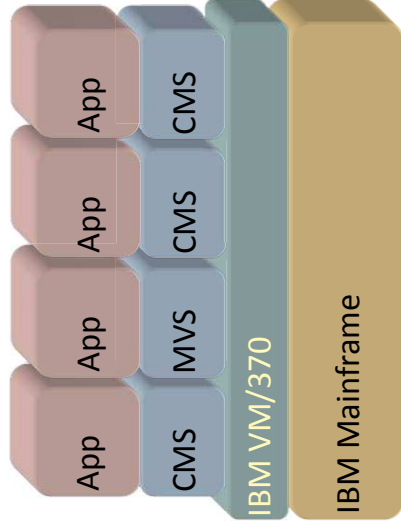 App
App
App
App
CMS
MVS
CMS
CMS
IBM VM/370
IBM Mainframe